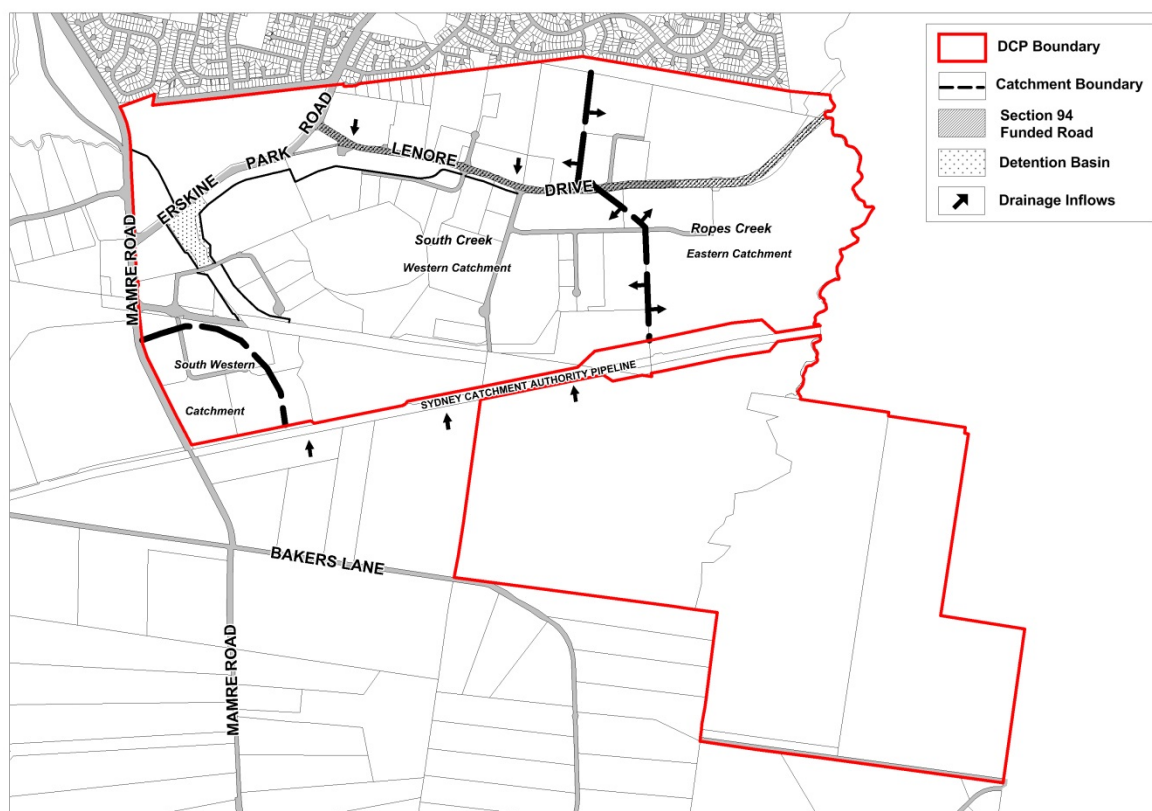 DCP Boundary
Catchment Boundary
Section 94
Funded Road
Detention Basin
Drainage Inflows
ERSKINE PARK ROAD
LENORE DRIVE
MAMRE ROAD
South Creek
Western Catchment
Ropes Creek
Eastern Catchment
South Western
Catchment
SYDNEY CATCHMENT AUTHORITY PIPELINE
BAKERS LANE
MAMRE ROAD